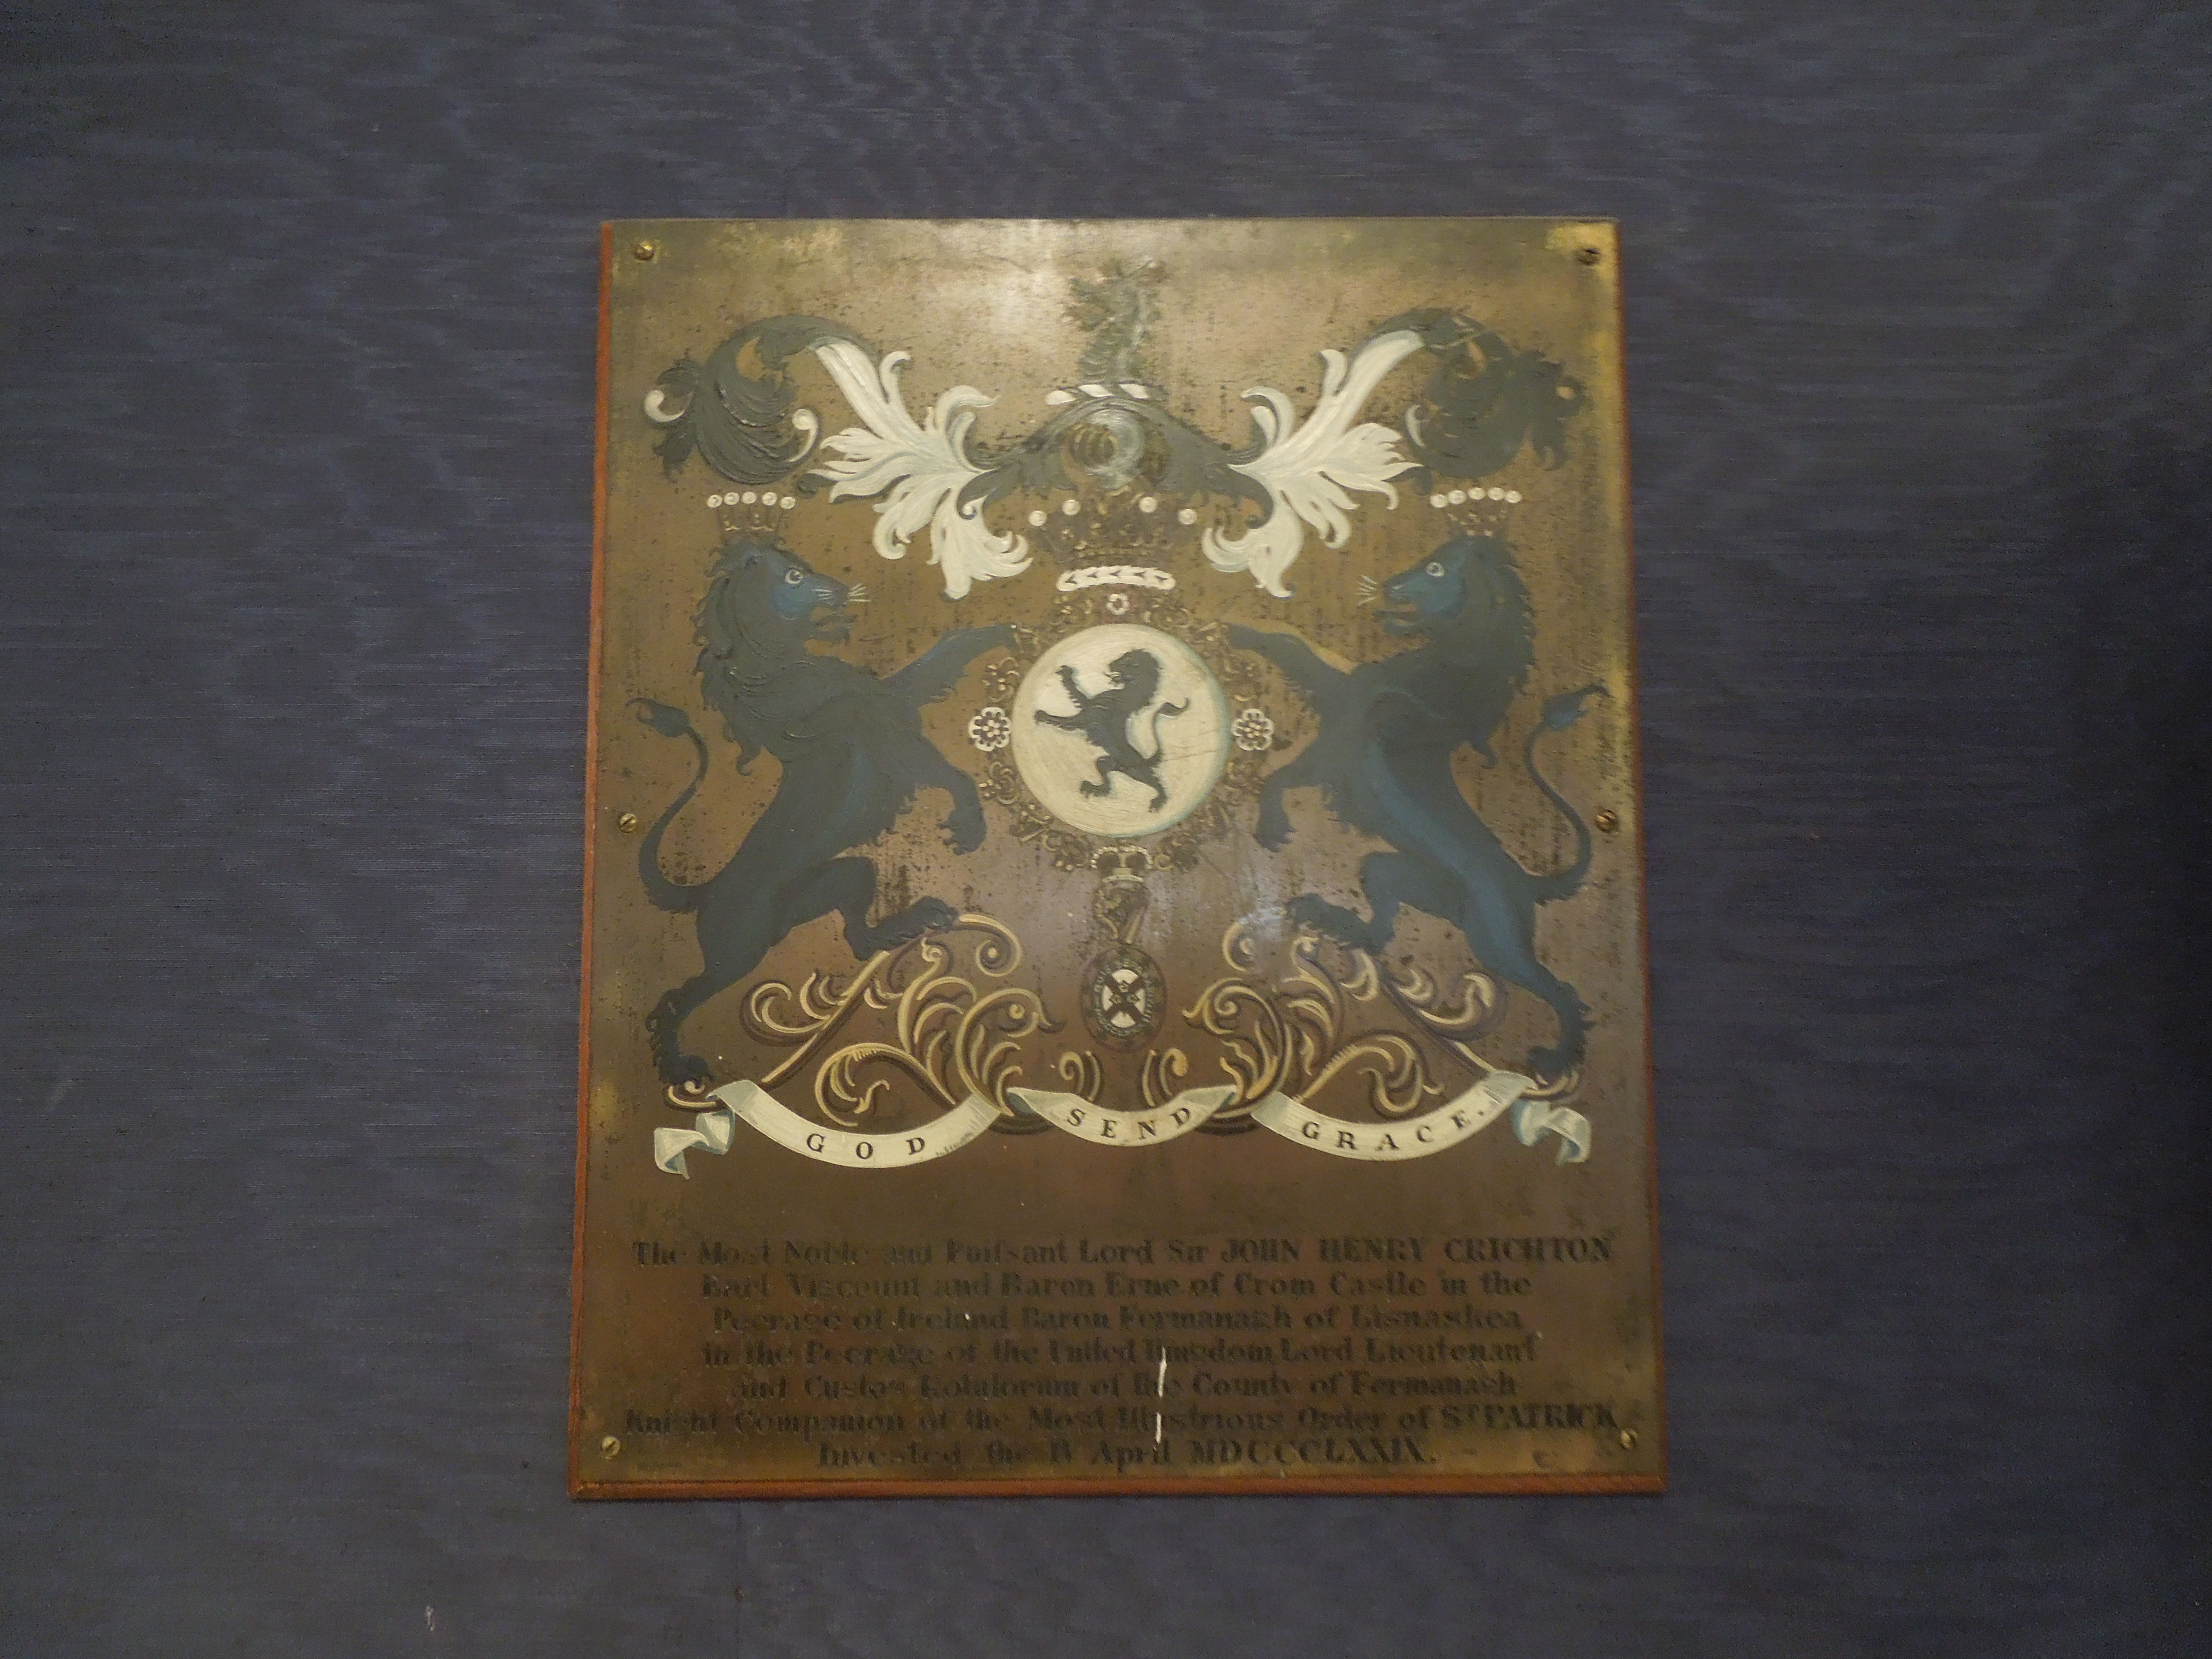 GOD SEND GRACE.
The Most Noble and Puifsant Lord Sir JOHN HENRY CRICHTON
Earl Viscount and Baron Erne of Crom Castle in the
Peerage of Ireland Baron Fermanagh of Lisnaskea
in the Peerage of the United Kingdom Lord Lieutenant
and Custos Rotulorum of the County of Fermanagh
Knight Companion of the Most Illustrious Order of ST PATRICK
Invested the IV April MDCCCLXXIX.